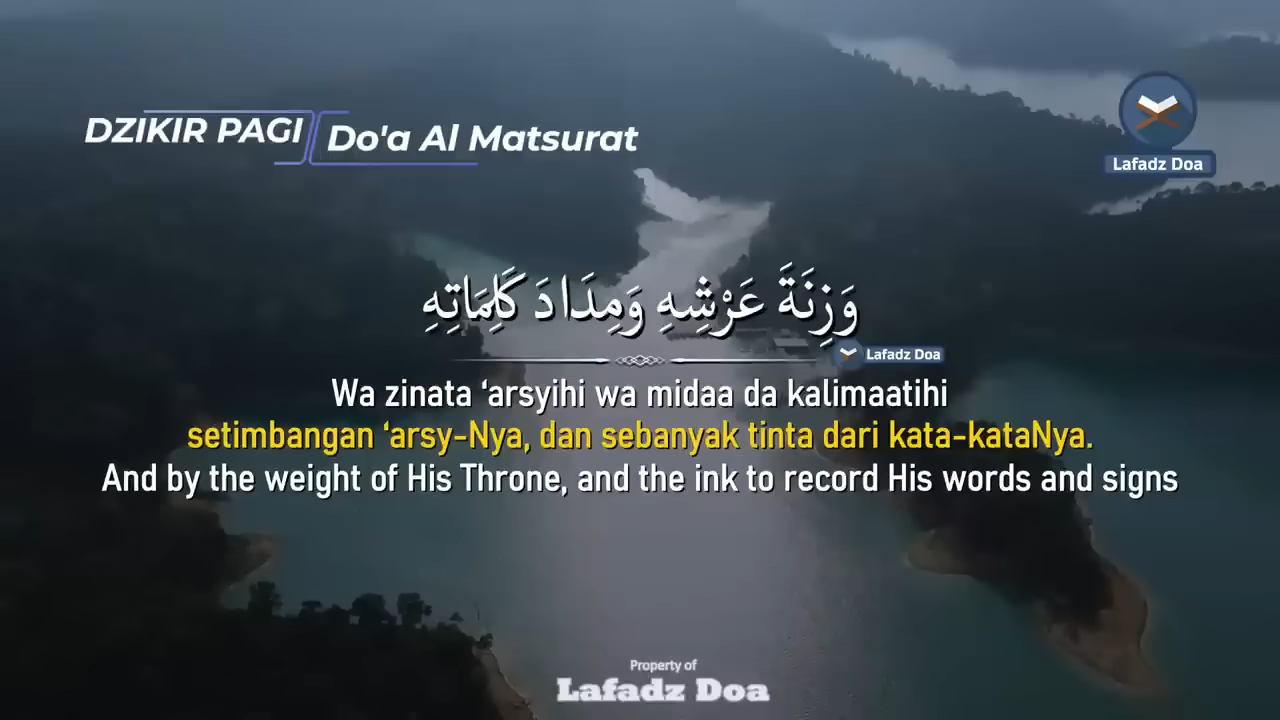 DZIKIR PAGI
Do'a Al Matsurat
Lafadz Doa
وَزِنَةَ عَرْشِهِ وَمِدَادَ كَلِمَاتِهِ
Lafadz Doa
Wa zinata ‘arsyihi wa midaa da kalimaatihi
setimbangan ‘arsy-Nya, dan sebanyak tinta dari kata-kataNya.
And by the weight of His Throne, and the ink to record His words and signs
Property of
Lafadz Doa